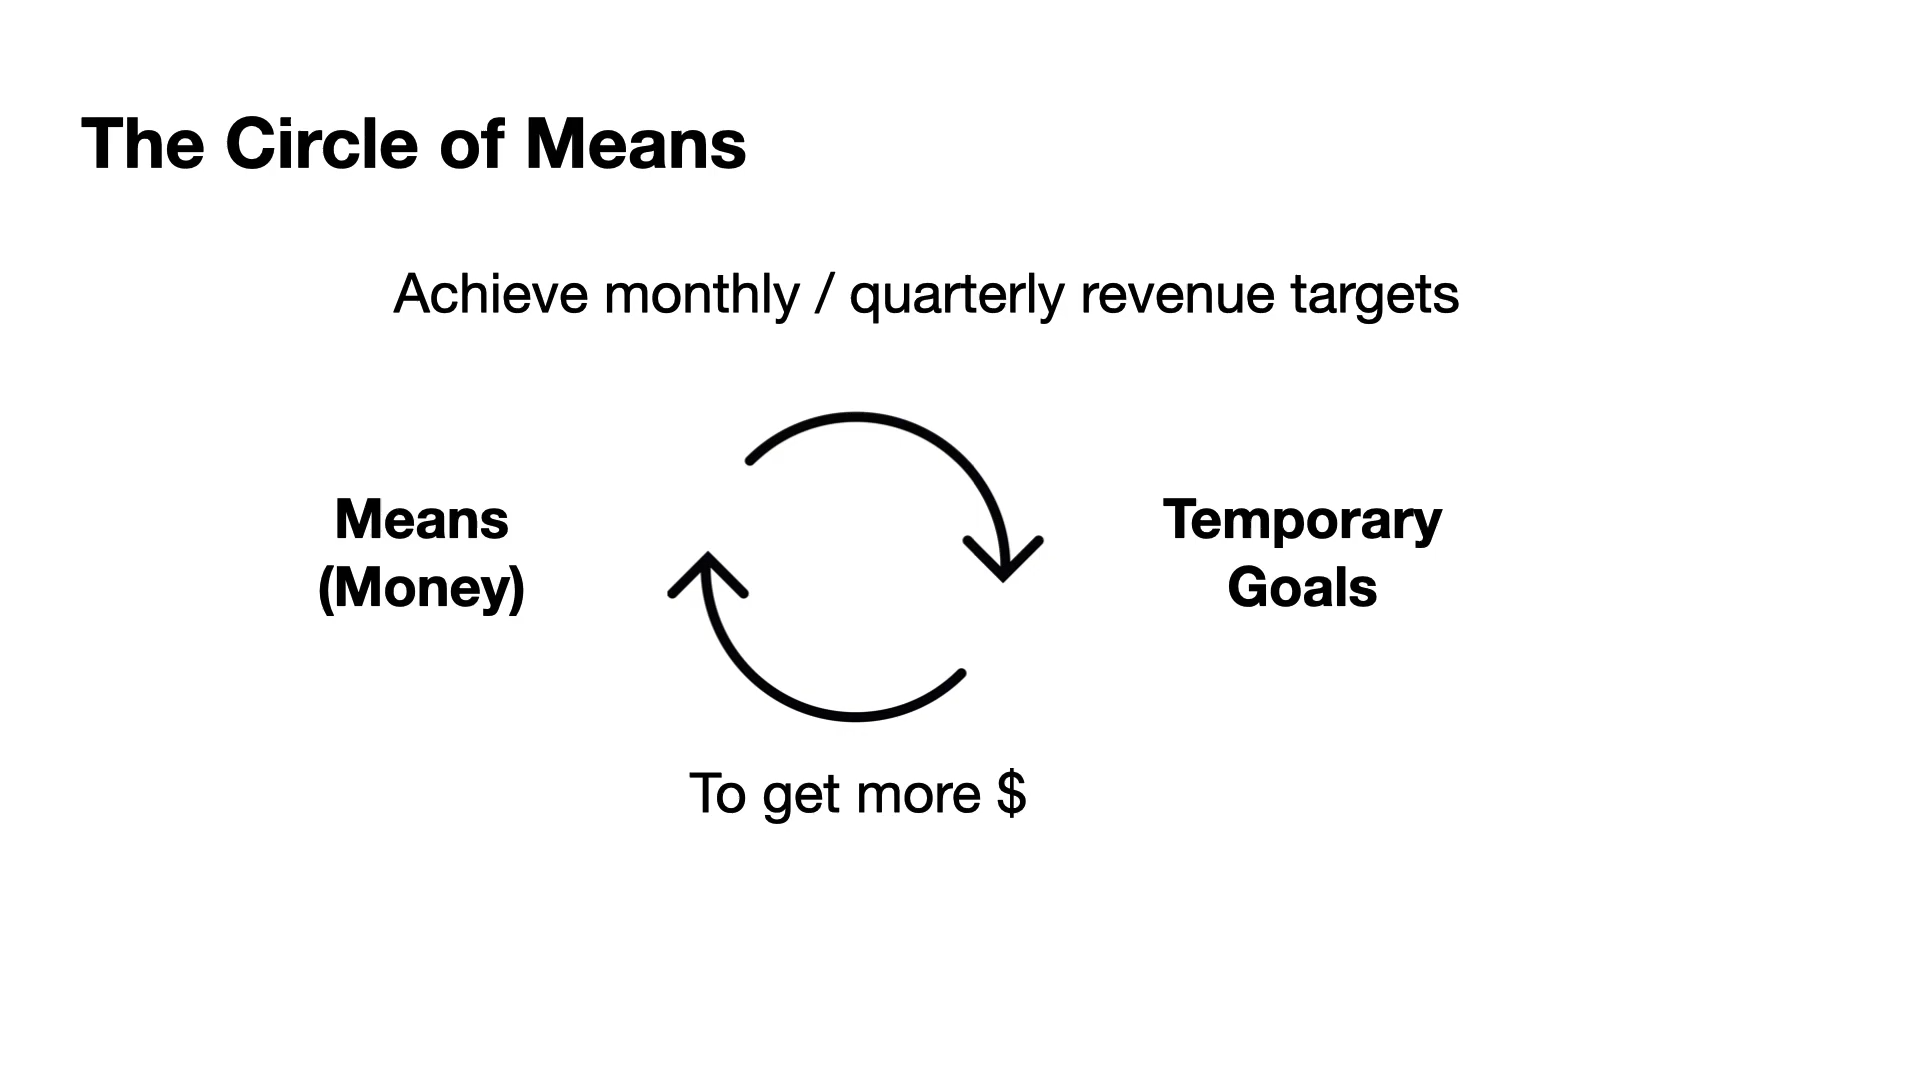 The Circle of Means
Achieve monthly / quarterly revenue targets
Means
(Money)
Temporary
Goals
To get more $